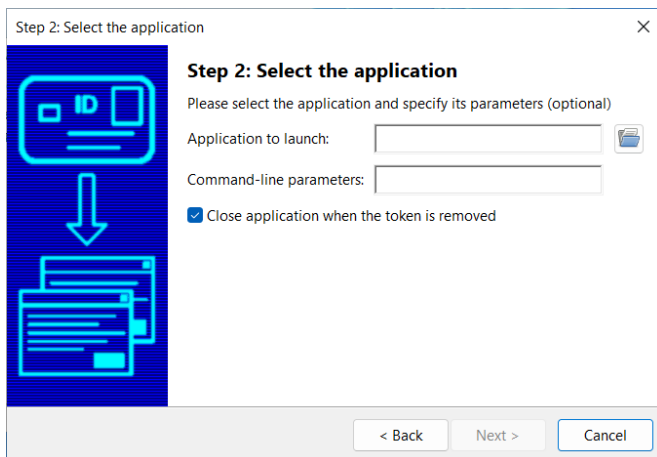 Step 2: Select the application
ID
Step 2: Select the application
Please select the application and specify its parameters (optional)
Application to launch:
Command-line parameters:
Close application when the token is removed
< Back Next > Cancel